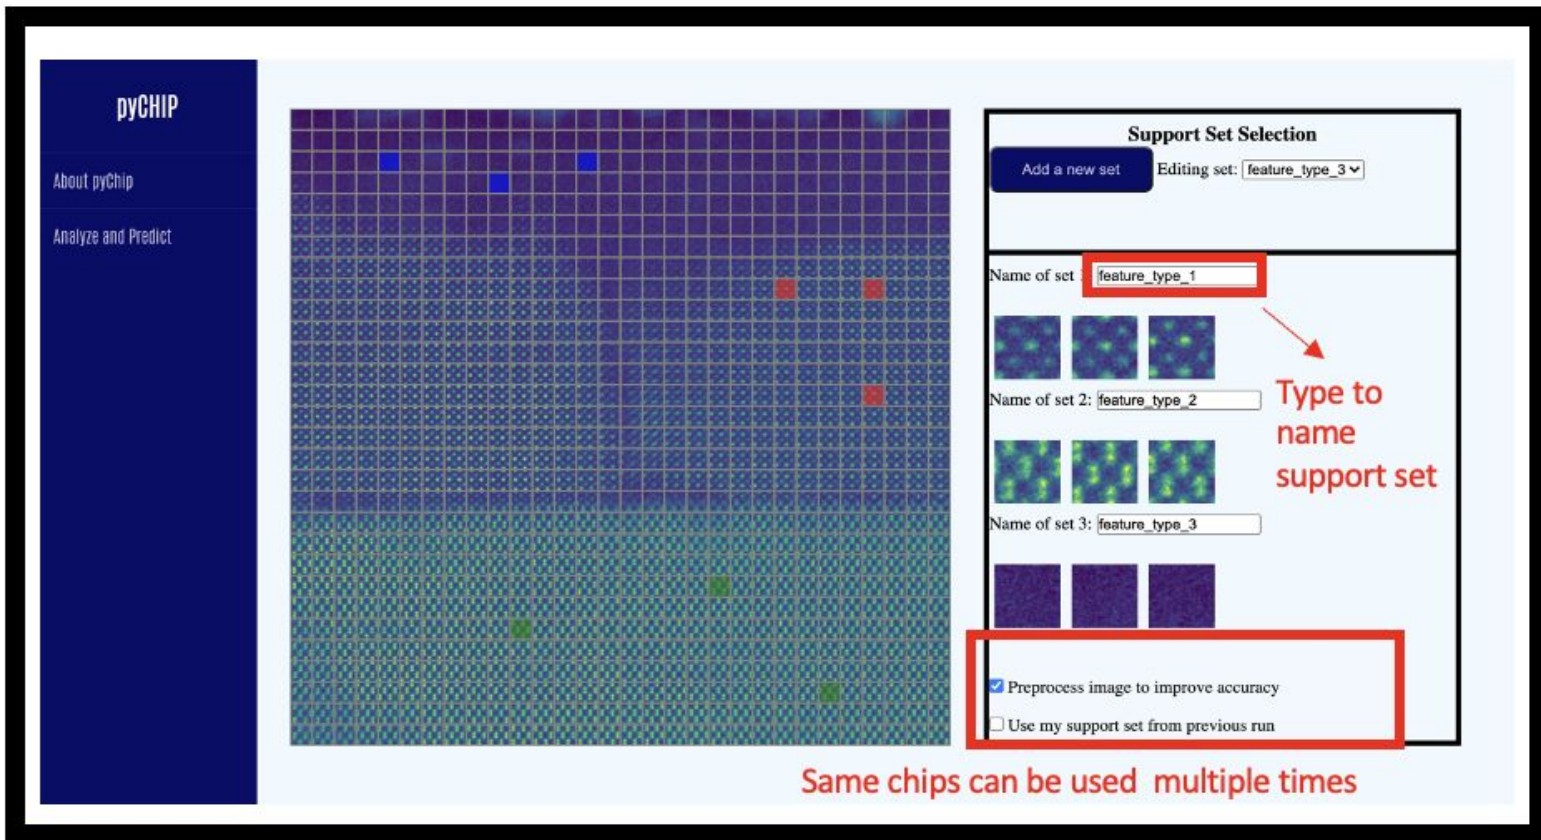 pyCHIP
About pyChip
Analyze and Predict
Support Set Selection
Add a new set Editing set: feature_type_3
Name of set 1 feature_type_1
Name of set 2: feature_type_2
Name of set 3: feature_type_3
Type to
name
support set
Preprocess image to improve accuracy
Use my support set from previous run
Same chips can be used multiple times